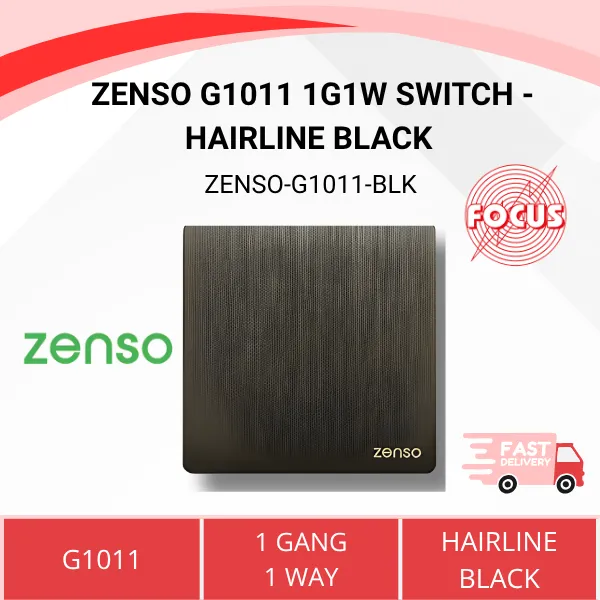 ZENSO G1011 1G1W SWITCH -
HAIRLINE BLACK
ZENSO-G1011-BLK
FOCUS
zenso
zenso
FAST
DELIVERY
G1011
1 GANG
1 WAY
HAIRLINE
BLACK